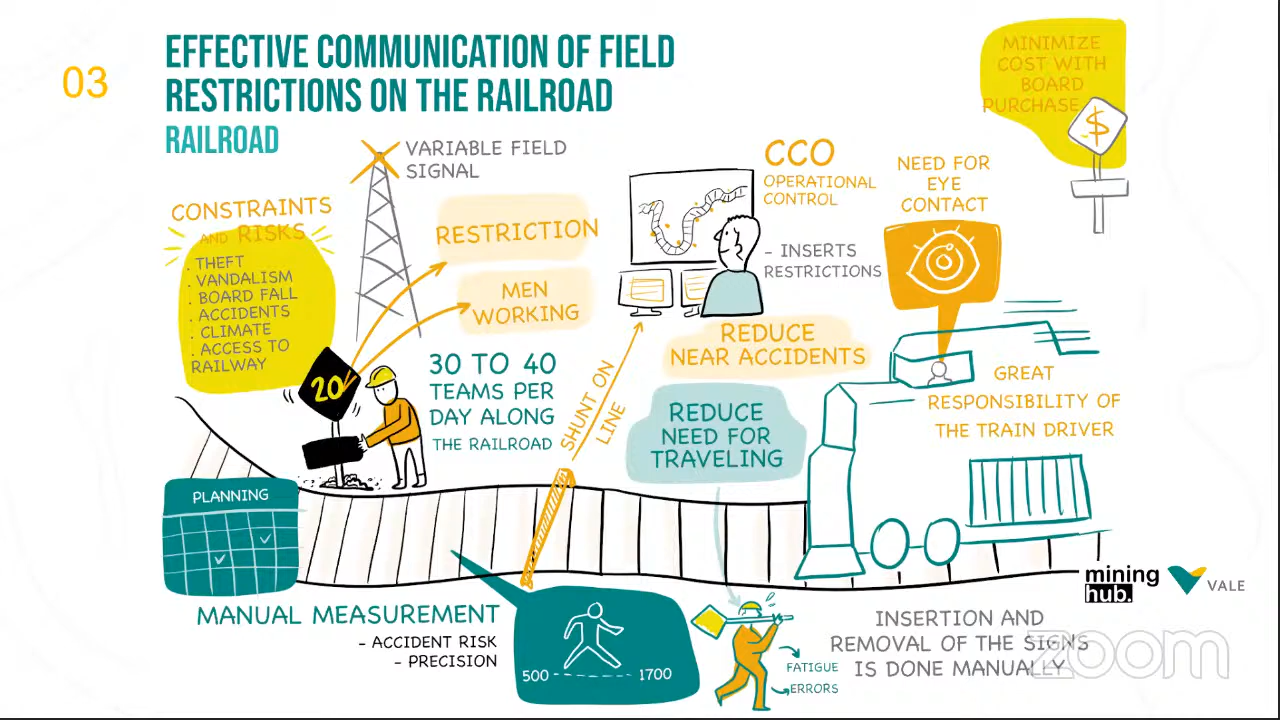 03
EFFECTIVE COMMUNICATION OF FIELD
RESTRICTIONS ON THE RAILROAD
RAILROAD
MINIMIZE
COST WITH
BOARD
PURCHASE
$
VARIABLE FIELD
SIGNAL
CONSTRAINTS
AND RISKS
. THEFT
. VANDALISM
. BOARD FALL
. ACCIDENTS
. CLIMATE
. ACCESS TO
RAILWAY
RESTRICTION
MEN
WORKING
20
30 TO 40
TEAMS PER
DAY ALONG
THE RAILROAD
SHUNT ON
LINE
CCO
OPERATIONAL
CONTROL
- INSERTS
RESTRICTIONS
NEED FOR
EYE
CONTACT
REDUCE
NEAR ACCIDENTS
REDUCE
NEED FOR
TRAVELING
GREAT
RESPONSIBILITY OF
THE TRAIN DRIVER
PLANNING
MANUAL MEASUREMENT
- ACCIDENT RISK
- PRECISION
500 - - - - - - - - 1700
FATIGUE
ERRORS
INSERTION AND
REMOVAL OF THE SIGNS
IS DONE MANUALLY
mining
hub.
VALE
zoom